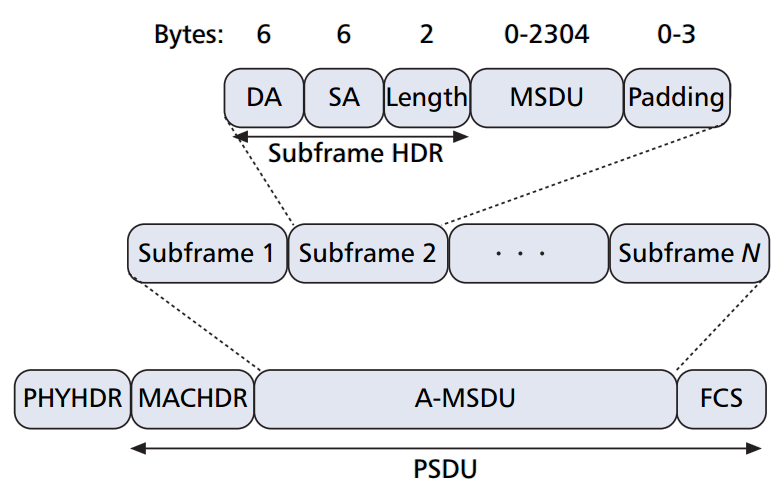 Bytes: 6 6 2 0-2304 0-3
DA SA Length MSDU Padding
Subframe HDR
Subframe 1 Subframe 2 . . . Subframe N
PHYHDR MACHDR A-MSDU FCS
PSDU